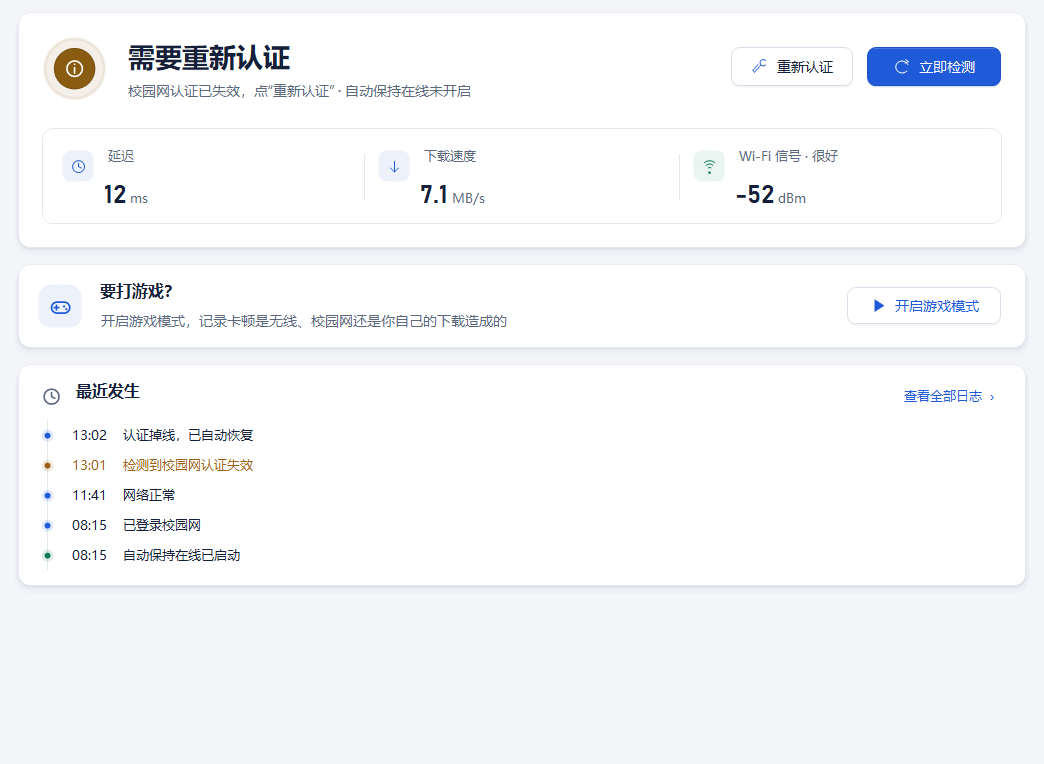 需要重新认证
校园网认证已失效，点“重新认证” · 自动保持在线未开启
重新认证
立即检测
延迟
12 ms
下载速度
7.1 MB/s
Wi-Fi 信号 · 很好
-52 dBm
要打游戏?
开启游戏模式，记录卡顿是无线、校园网还是你自己的下载造成的
开启游戏模式
最近发生
查看全部日志 ›
13:02 认证掉线，已自动恢复
13:01 检测到校园网认证失效
11:41 网络正常
08:15 已登录校园网
08:15 自动保持在线已启动